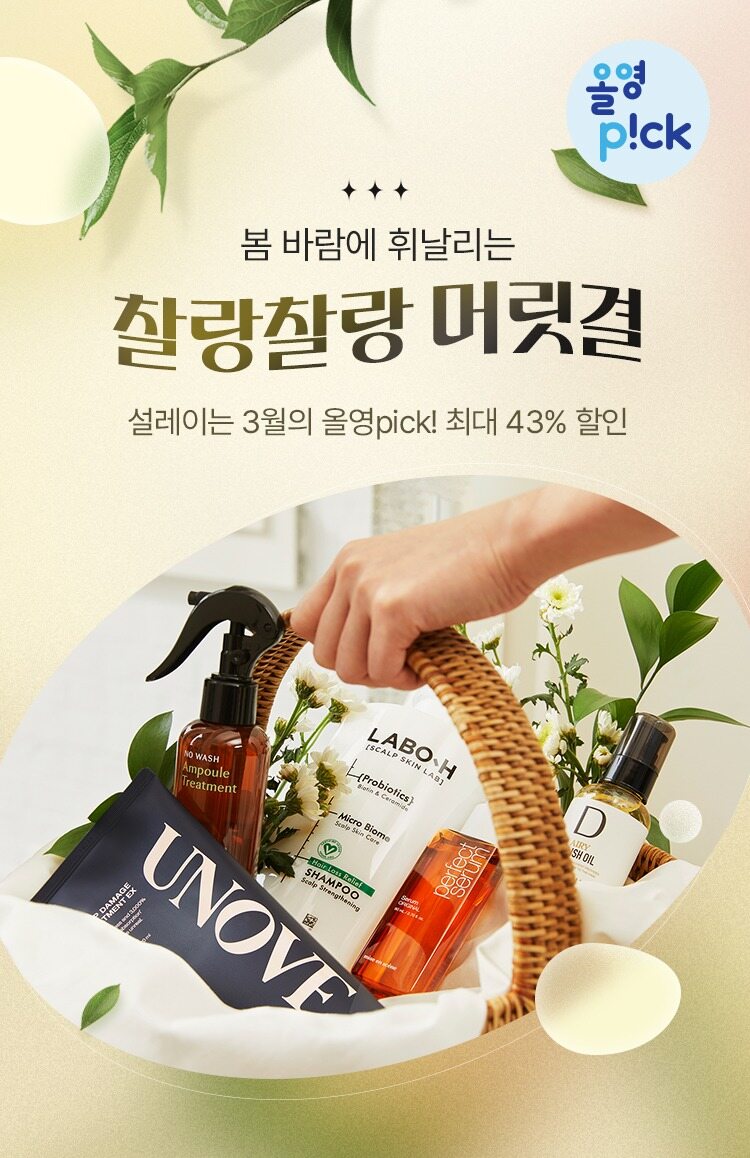 올영
p!ck
봄 바람에 휘날리는
찰랑찰랑 머릿결
설레이는 3월의 올영pick! 최대 43% 할인
NO WASH
Ampoule
Treatment
LABO-H
[SCALP SKIN LAB]
{Probiotics}
Biotin & Ceramide
Micro Biome
Scalp Skin Care
Hair Loss Relief
SHAMPOO
Scalp Strengthening
UNOVE
DAMAGE
perfect
serum
Serum
ORIGINAL
D
AIRY
SH OIL